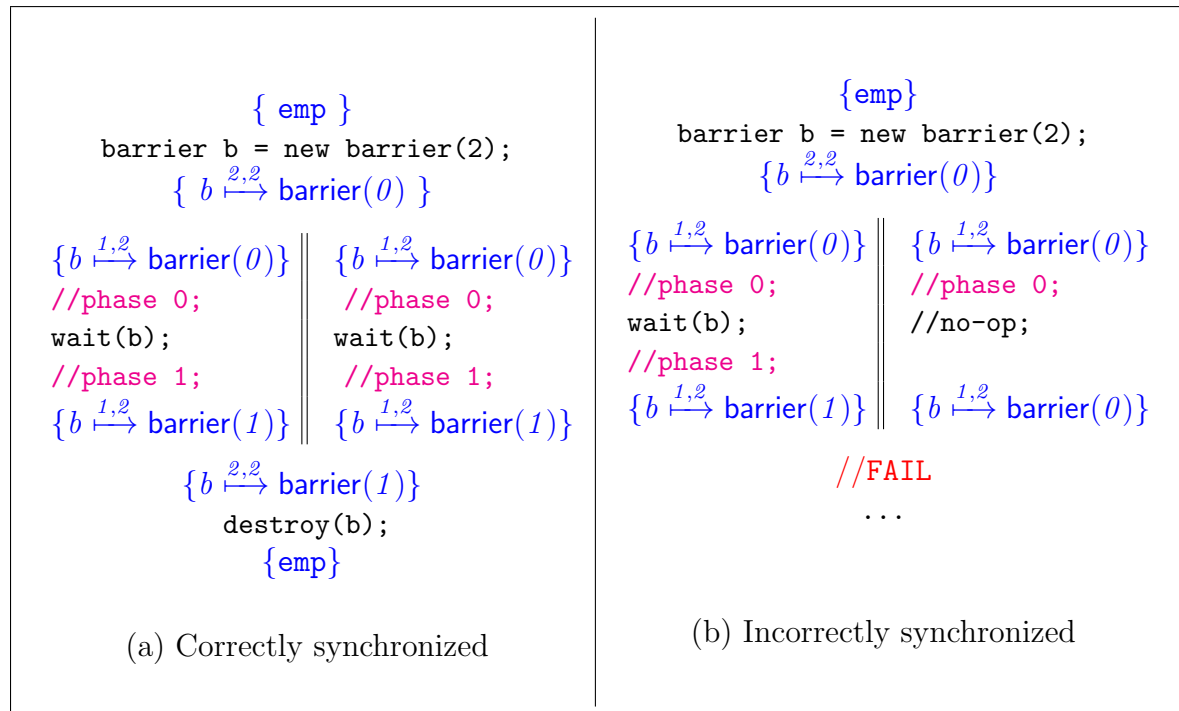 { emp }
barrier b = new barrier(2);
{ b 2,2⟼ barrier(0) }
{b 1,2⟼ barrier(0)} {b 1,2⟼ barrier(0)}
//phase 0; //phase 0;
wait(b); wait(b);
//phase 1; //phase 1;
{b 1,2⟼ barrier(1)} {b 1,2⟼ barrier(1)}
{b 2,2⟼ barrier(1)}
destroy(b);
{emp}
(a) Correctly synchronized
{emp}
barrier b = new barrier(2);
{b 2,2⟼ barrier(0)}
{b 1,2⟼ barrier(0)} {b 1,2⟼ barrier(0)}
//phase 0; //phase 0;
wait(b); //no-op;
//phase 1;
{b 1,2⟼ barrier(1)} {b 1,2⟼ barrier(0)}
//FAIL
...
(b) Incorrectly synchronized